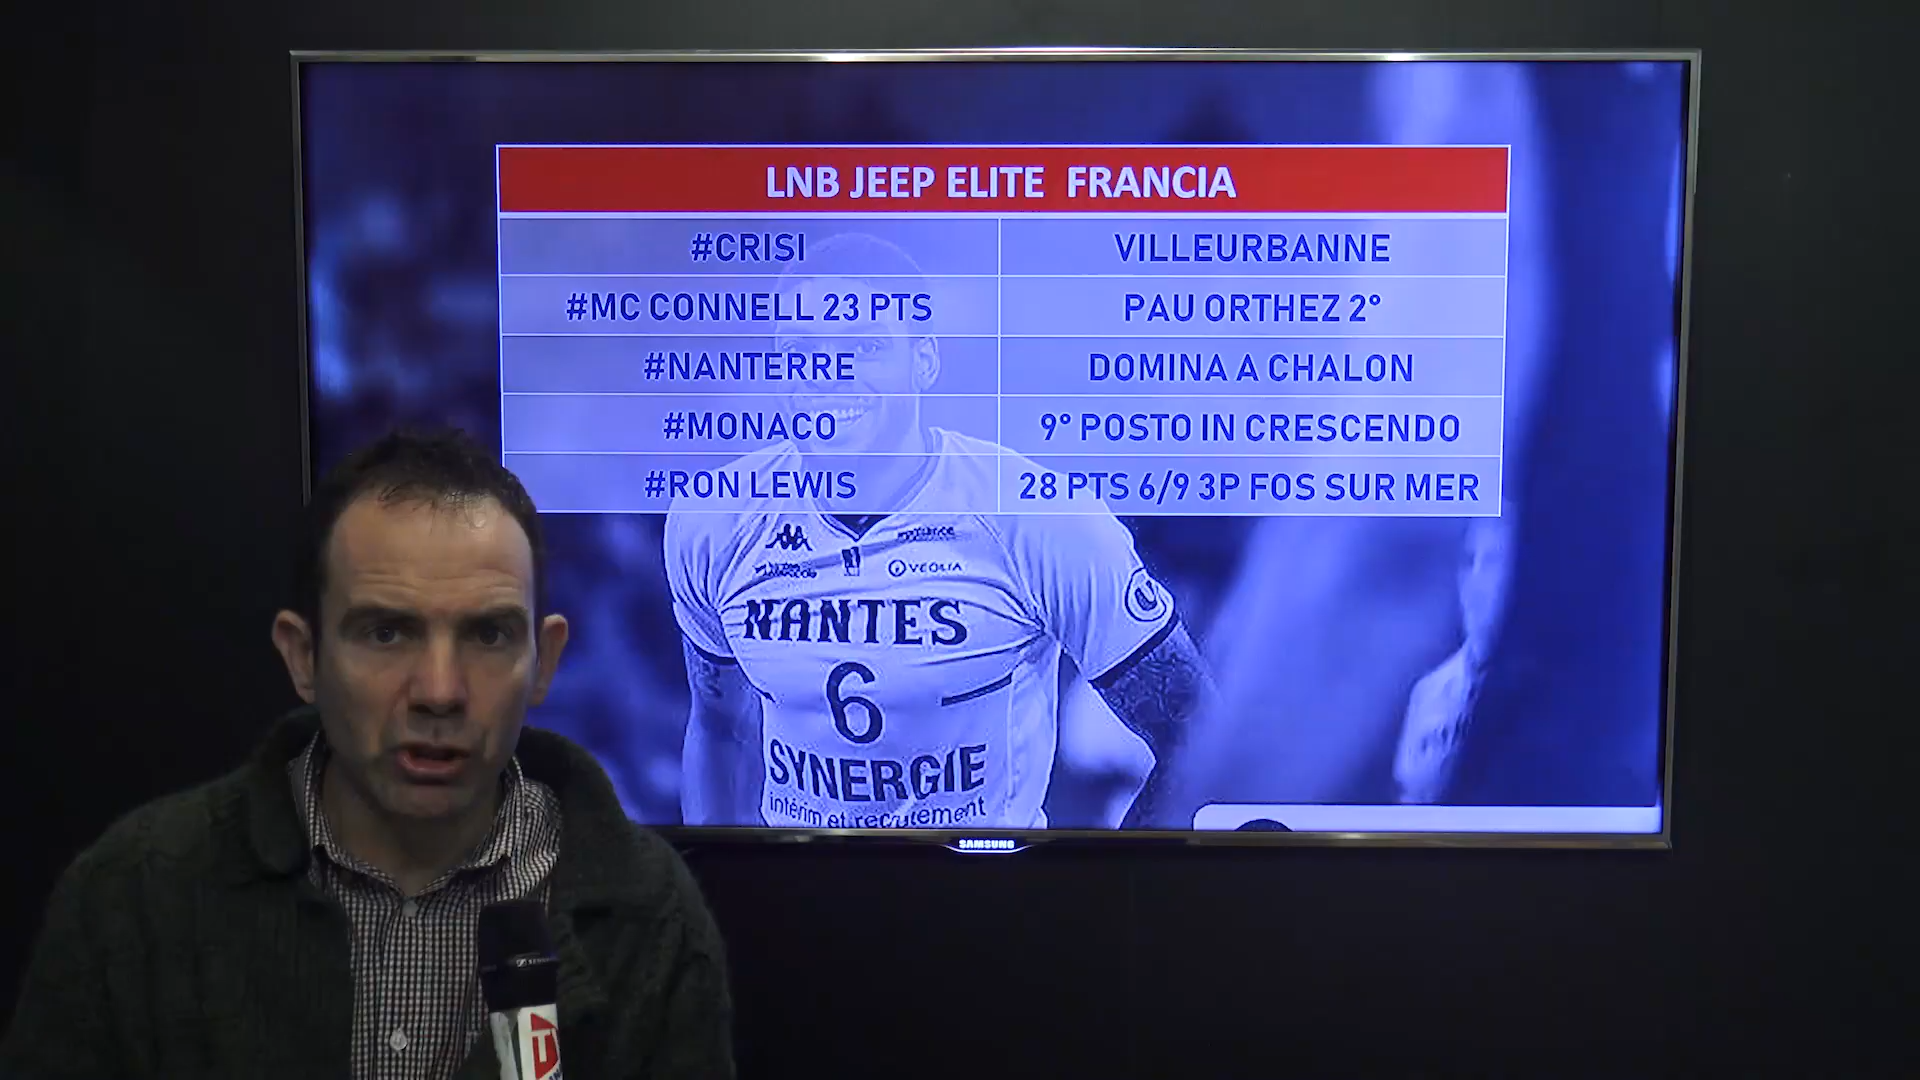 LNB JEEP ELITE FRANCIA
#CRISI VILLEURBANNE
#MC CONNELL 23 PTS PAU ORTHEZ 2°
#NANTERRE DOMINA A CHALON
#MONACO 9° POSTO IN CRESCENDO
#RON LEWIS 28 PTS 6/9 3P FOS SUR MER
VEOLIA
NANTES
6
SYNERGIE
intérim et recrutement
SAMSUNG